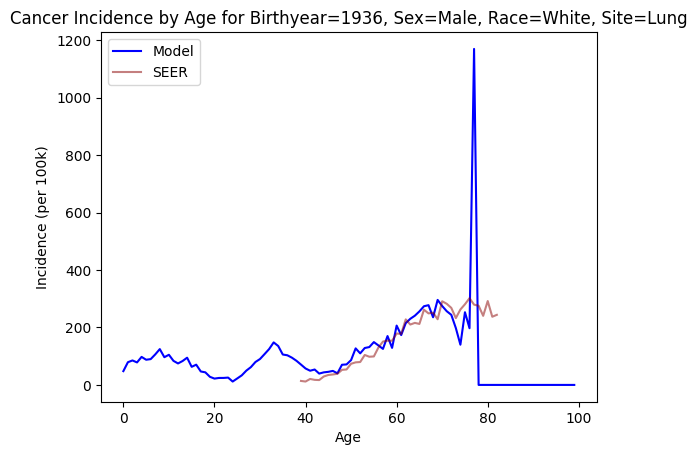 Cancer Incidence by Age for Birthyear=1936, Sex=Male, Race=White, Site=Lung
1200
1000
800
600
400
200
0
Incidence (per 100k)
Model
SEER
0
20
40
60
80
100
Age